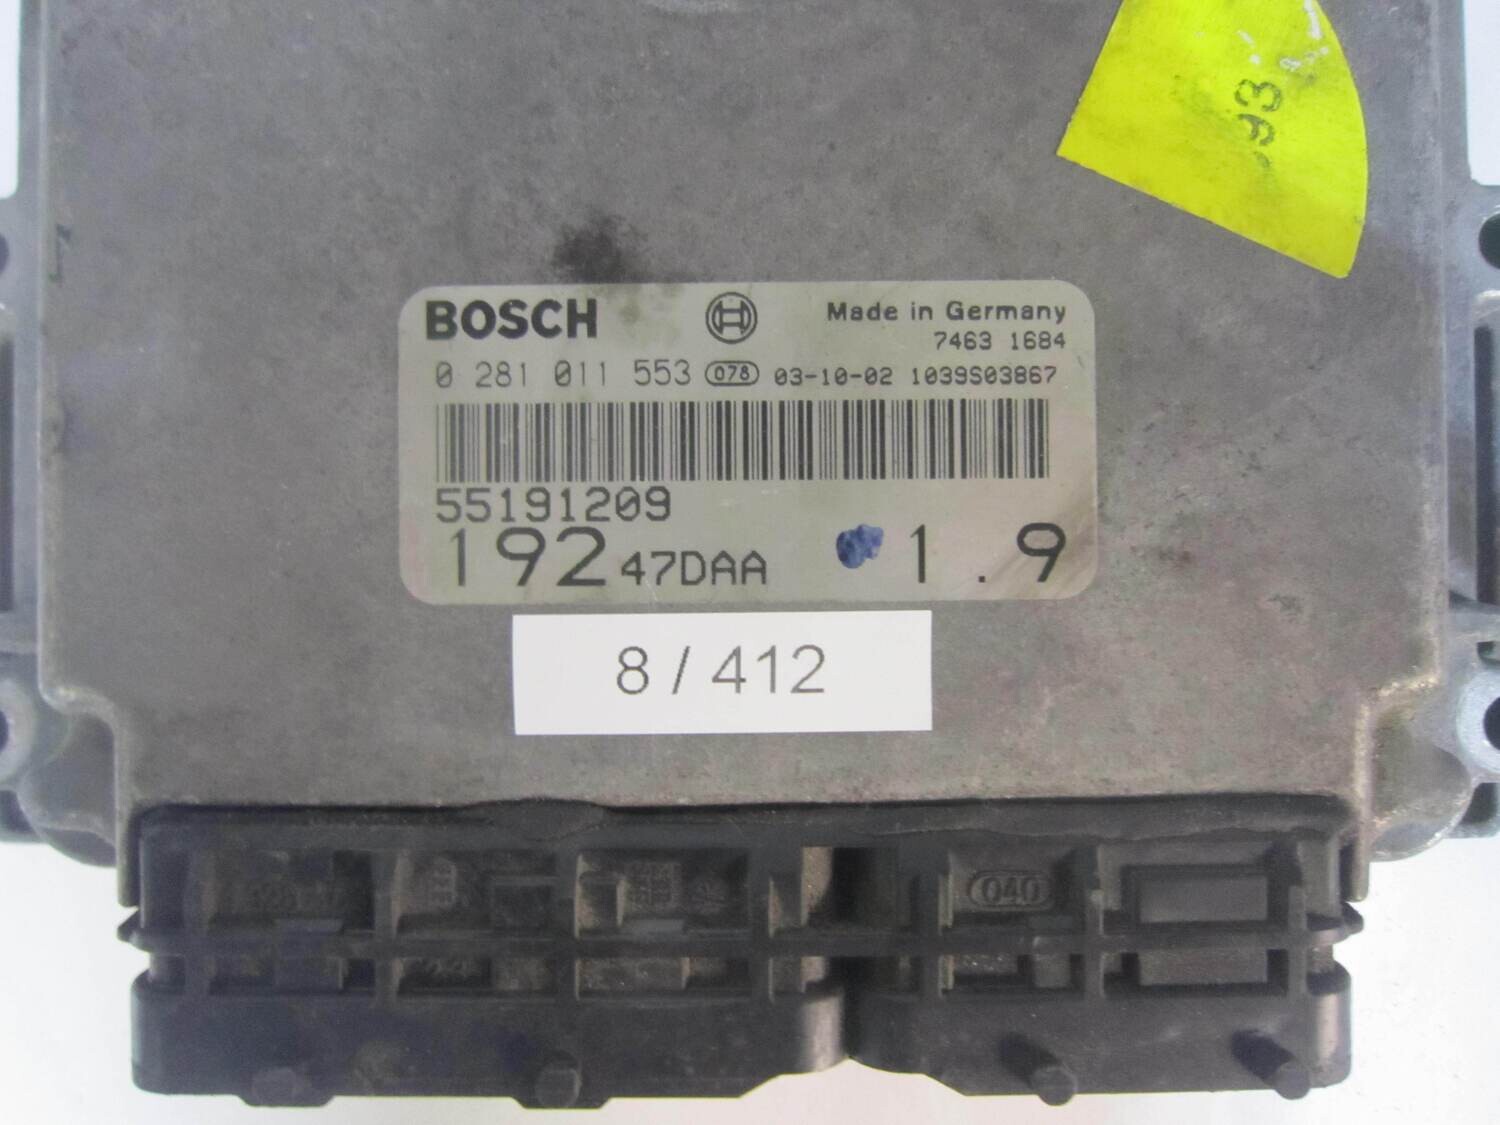 93
BOSCH
Made in Germany
7463 1684
0 281 011 553 078 03-10-02 1039S03867
55191209
192 47DAA 1.9
8 / 412
040